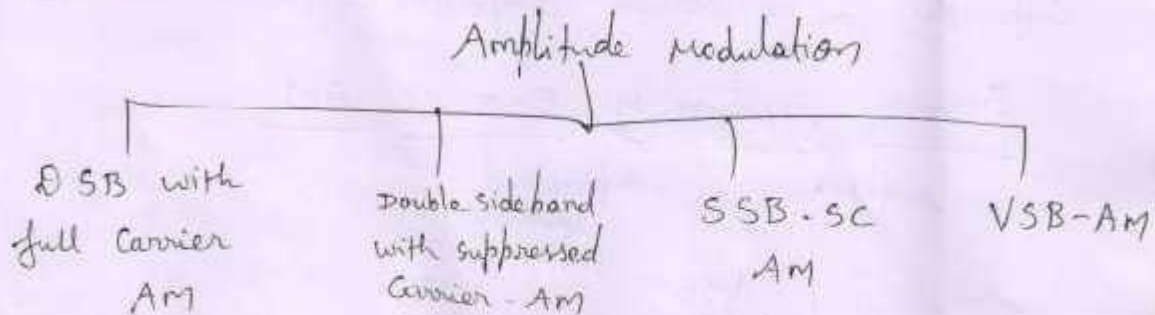 Amplitude modulation
DSB with
full Carrier
AM
Double sideband
with suppressed
Carrier - AM
SSB.SC
AM
VSB-AM